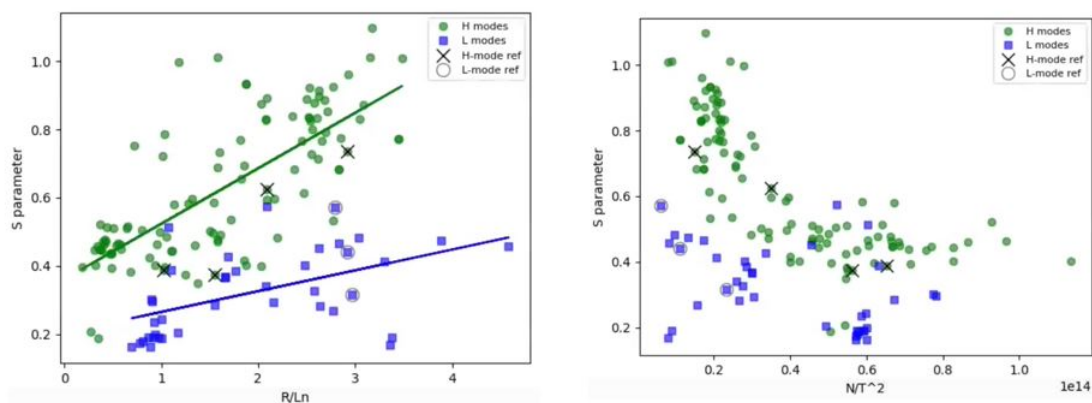 S parameter
1.0
0.8
0.6
0.4
0.2
0
1
2
3
4
R/Ln
H modes
L modes
H-mode ref
L-mode ref
S parameter
1.0
0.8
0.6
0.4
0.2
0.2
0.4
0.6
0.8
1.0
1e14
N/T^2
H modes
L modes
H-mode ref
L-mode ref